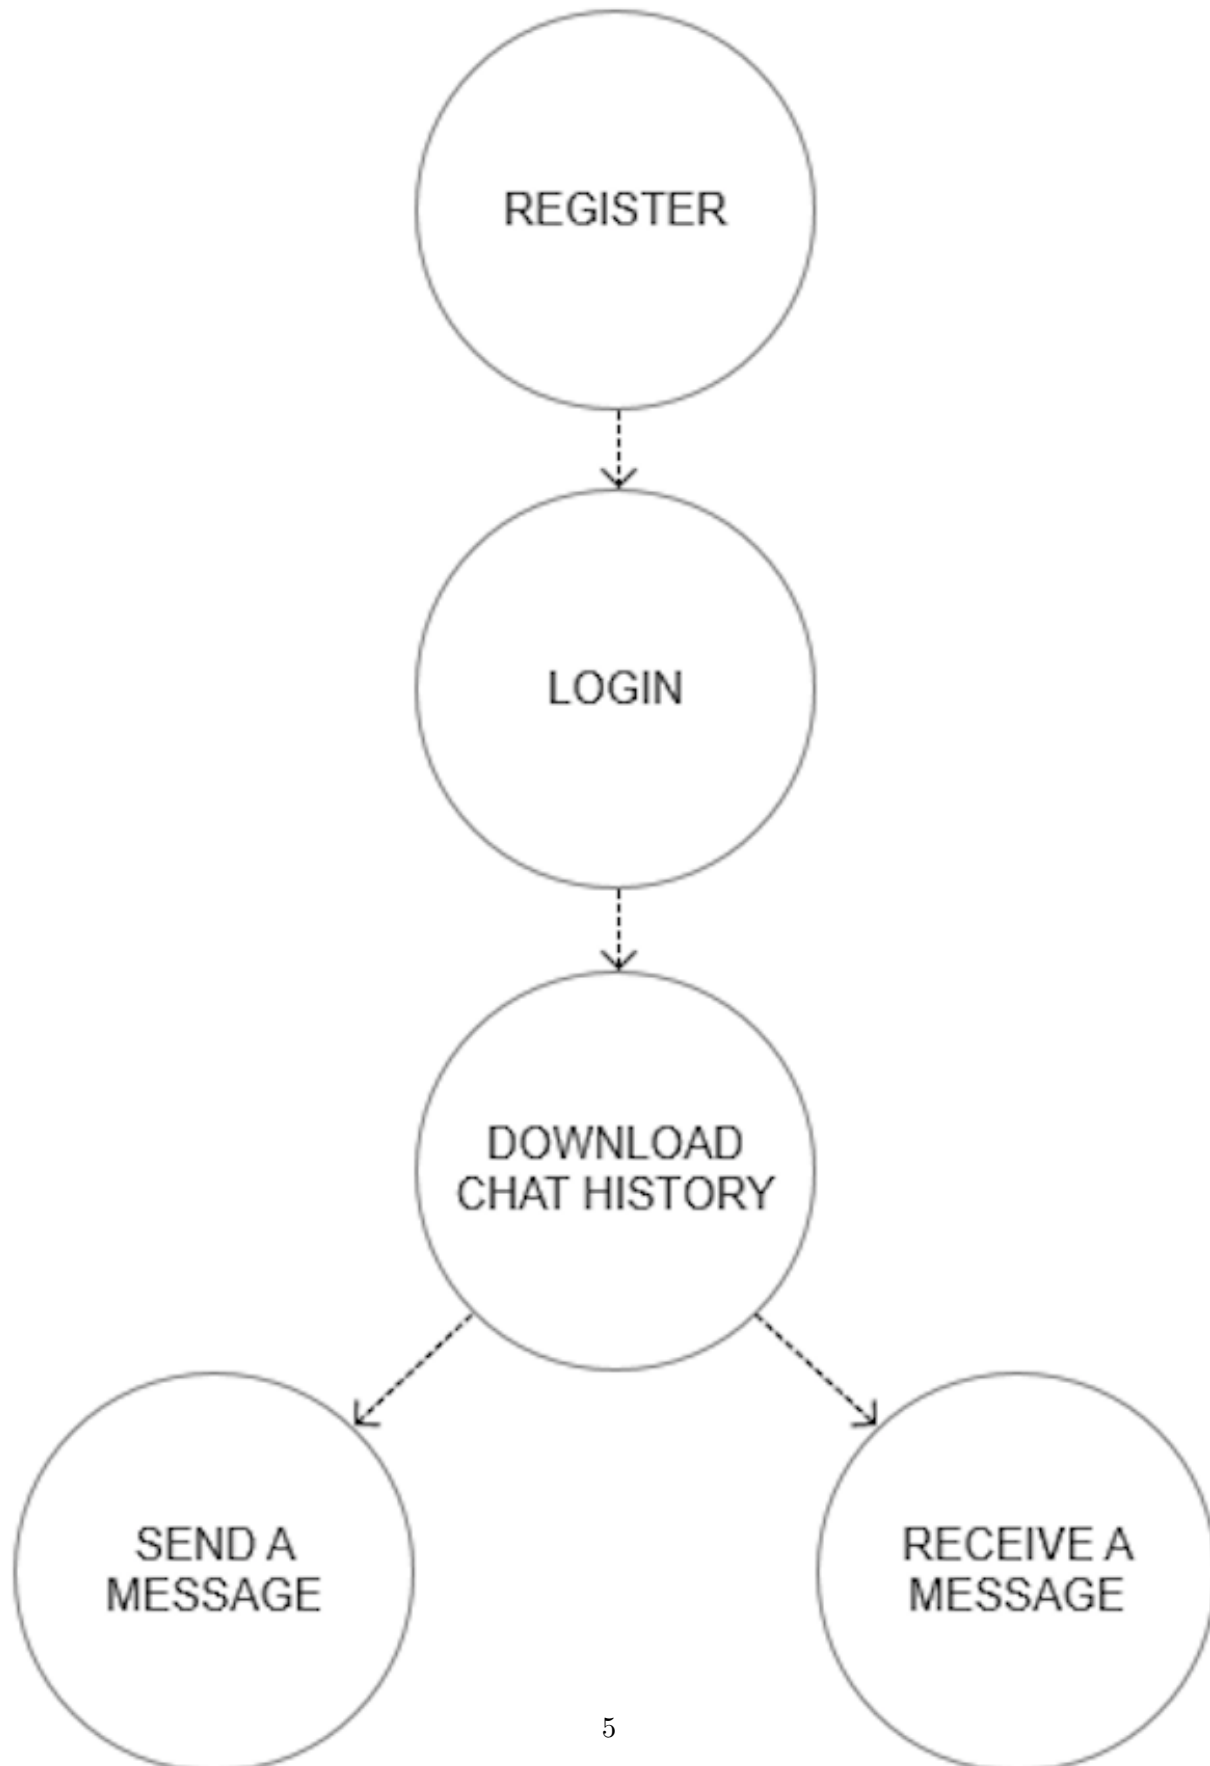 REGISTER
LOGIN
DOWNLOAD
CHAT HISTORY
SEND A
MESSAGE
RECEIVE A
MESSAGE
5